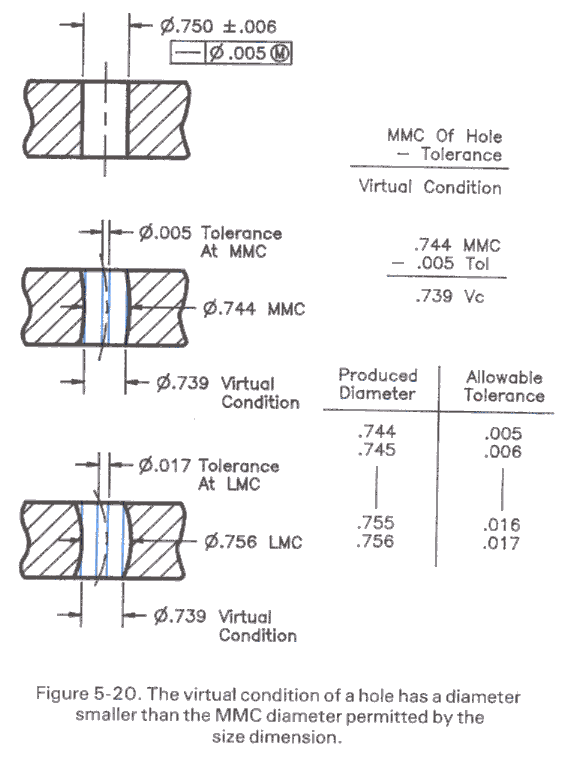 Ø.750 ±.006
⏤ Ø.005 Ⓜ
MMC Of Hole
– Tolerance
Virtual Condition
Ø.005 Tolerance
At MMC
.744 MMC
– .005 Tol
.739 Vc
Ø.744 MMC
Ø.739 Virtual
Condition
Produced
Diameter
Allowable
Tolerance
.744 .005
.745 .006
.755 .016
.756 .017
Ø.017 Tolerance
At LMC
Ø.756 LMC
Ø.739 Virtual
Condition
Figure 5-20. The virtual condition of a hole has a diameter
smaller than the MMC diameter permitted by the
size dimension.